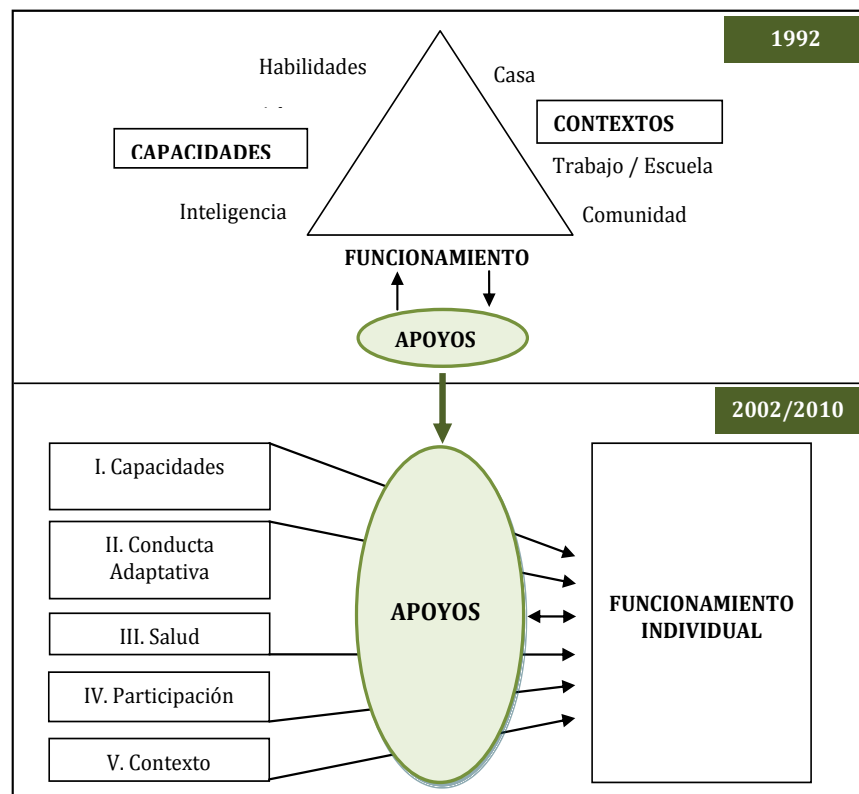 1992
Habilidades
Casa
CONTEXTOS
CAPACIDADES
Trabajo / Escuela
Inteligencia
Comunidad
FUNCIONAMIENTO
APOYOS
2002/2010
I. Capacidades
II. Conducta
Adaptativa
III. Salud
IV. Participación
V. Contexto
APOYOS
FUNCIONAMIENTO
INDIVIDUAL